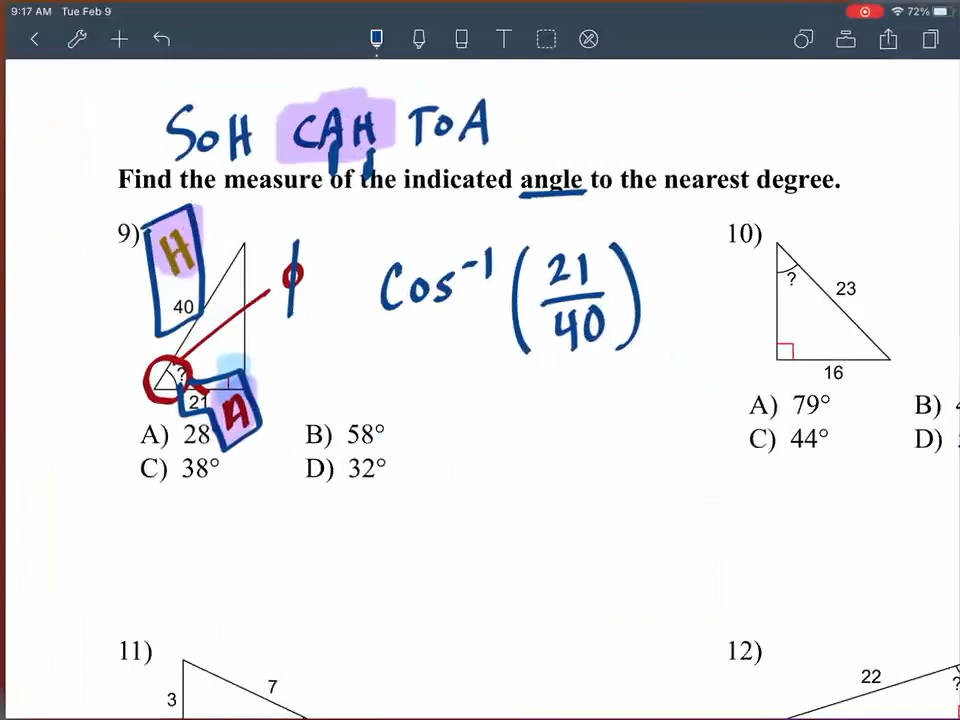 9:17 AM Tue Feb 9
72%
T
SoH CAH ToA
Find the measure of the indicated angle to the nearest degree.
9)
H
40
?
21
A
cos⁻¹ (21/40)
A) 28°
B) 58°
C) 38°
D) 32°
10)
?
23
16
A) 79°
B) 4
C) 44°
D)
11)
3
7
12)
22
?